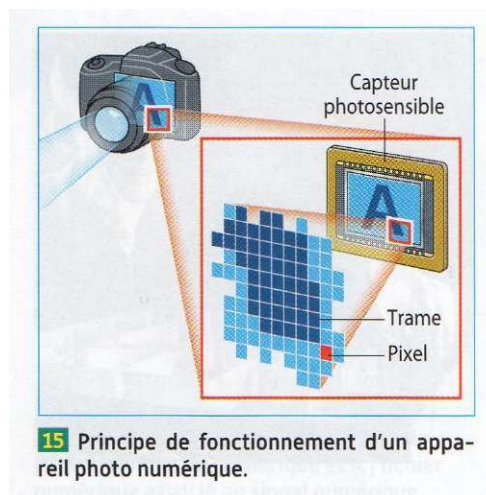 A
Capteur
photosensible
A
Trame
Pixel
15 Principe de fonctionnement d'un appa-
reil photo numérique.